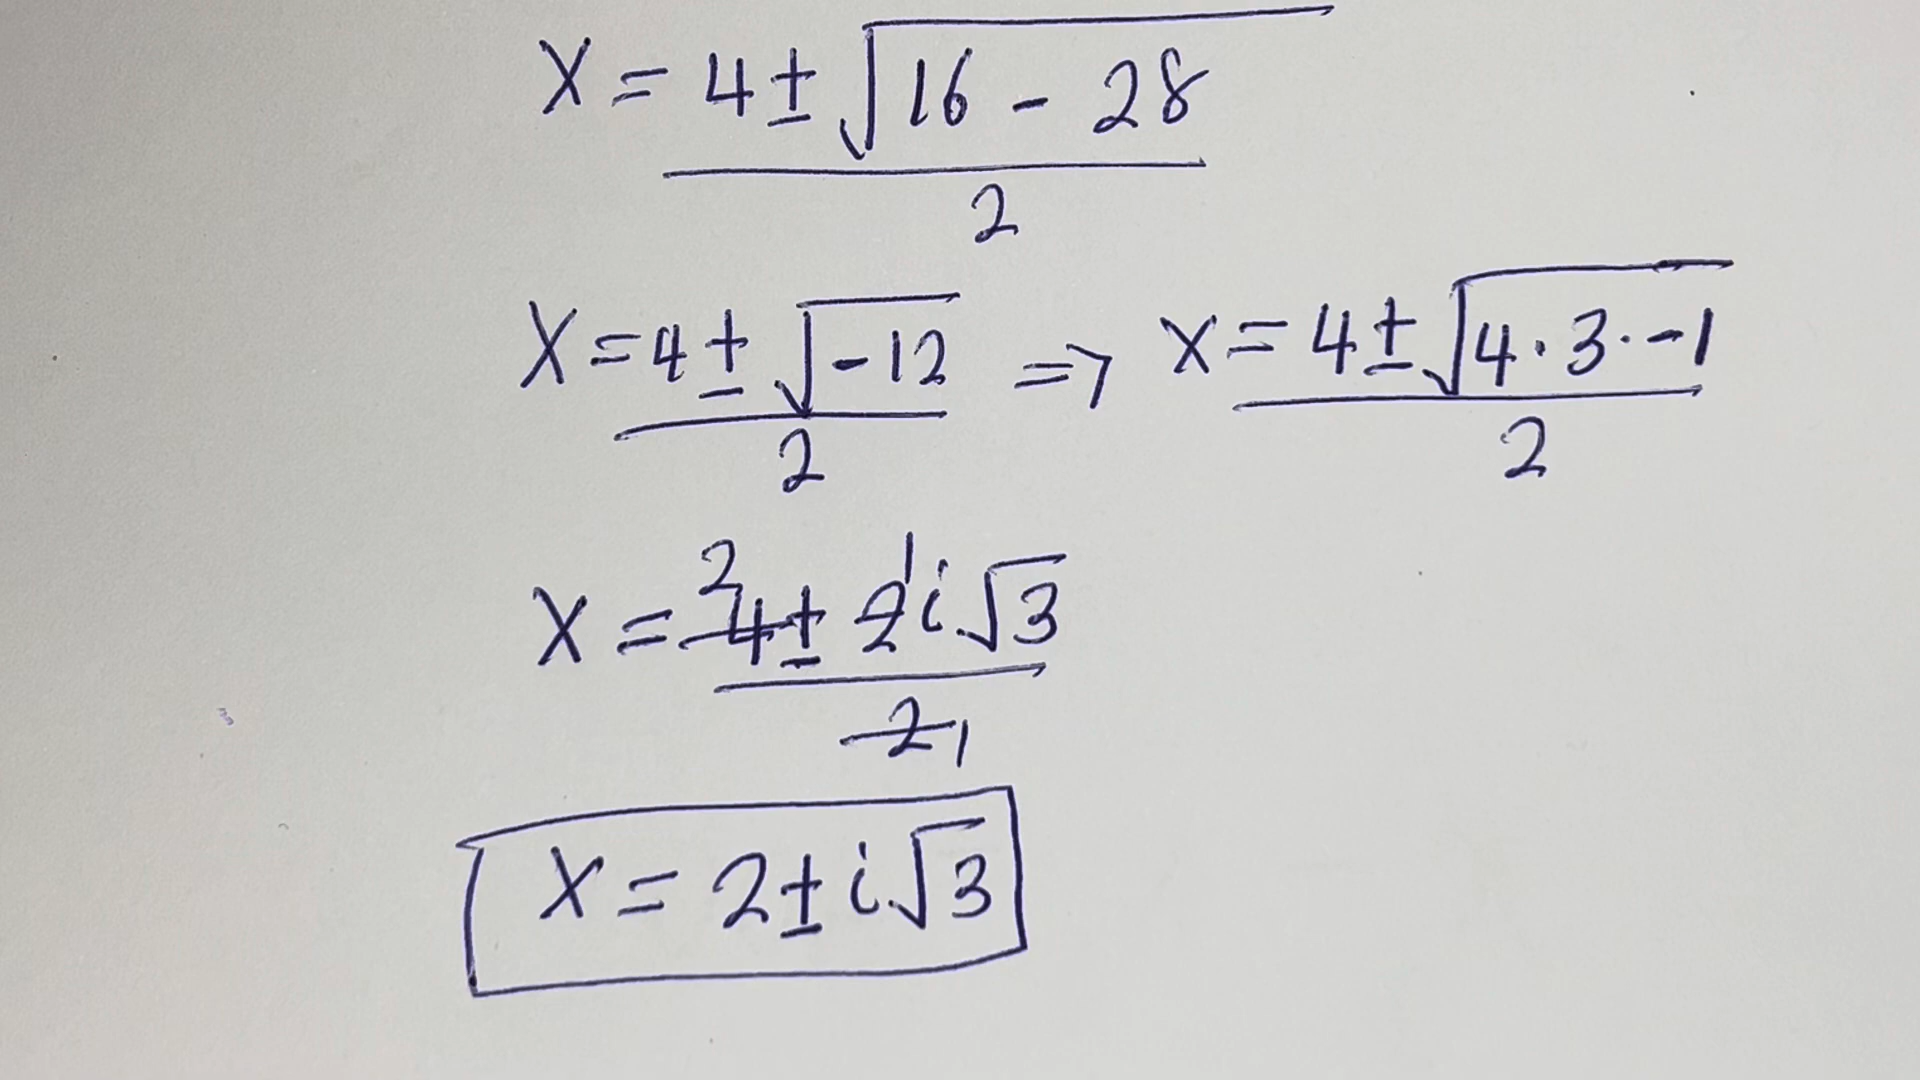 X = 4 ± √16 - 28
2
X = 4 ± √-12 => X = 4 ± √4 · 3 · -1
2 2
2 1
X = 4 ± 2 i √3
2 1
X = 2 ± i √3